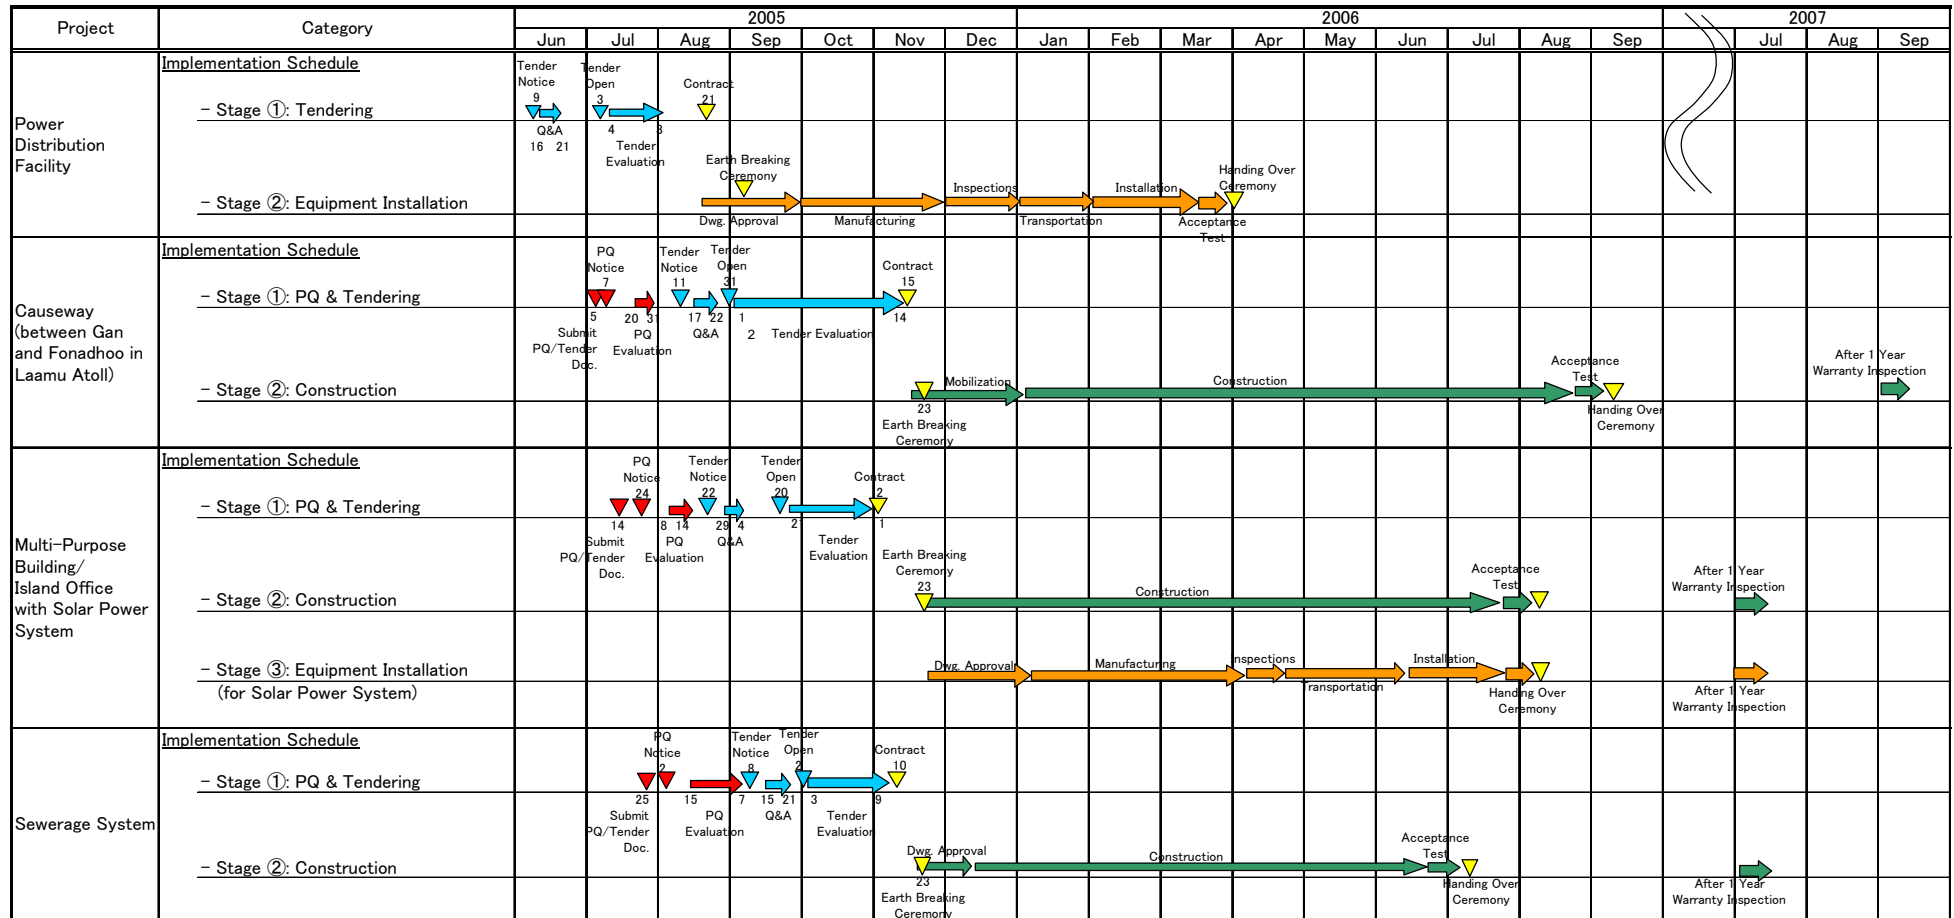 Project
Category
2005
2006
2007
Jun
Jul
Aug
Sep
Oct
Nov
Dec
Jan
Feb
Mar
Apr
May
Jun
Jul
Aug
Sep
Jul
Aug
Sep
Power
Distribution
Facility
Implementation Schedule
- Stage ①: Tendering
Tender
Notice
9
Q&A
16 21
Tender
Open
3
4 3
Tender
Evaluation
Contract
21
- Stage ②: Equipment Installation
Earth Breaking
Ceremony
Dwg. Approval
Manufacturing
Inspections
Transportation
Installation
Acceptance
Test
Handing Over
Ceremony
Causeway
(between Gan
and Fonadhoo in
Laamu Atoll)
Implementation Schedule
- Stage ①: PQ & Tendering
PQ
Notice
7
5
Submit
PQ/Tender
Doc.
20 31
PQ
Evaluation
Tender
Notice
11
17 22
Q&A
Tender
Open
31
1
2 Tender Evaluation
14
Contract
15
- Stage ②: Construction
23
Earth Breaking
Ceremony
Mobilization
Construction
Acceptance
Test
Handing Over
Ceremony
After 1 Year
Warranty Inspection
Multi-Purpose
Building/
Island Office
with Solar Power
System
Implementation Schedule
- Stage ①: PQ & Tendering
PQ
Notice
24
14
Submit
PQ/Tender
Doc.
8 14
PQ
Evaluation
Tender
Notice
22
29 4
Q&A
Tender
Open
20
21
Tender
Evaluation
Contract
2
1
- Stage ②: Construction
Earth Breaking
Ceremony
23
Construction
Acceptance
Test
After 1 Year
Warranty Inspection
- Stage ③: Equipment Installation
(for Solar Power System)
Dwg. Approval
Manufacturing
Inspections
Transportation
Installation
Handing Over
Ceremony
After 1 Year
Warranty Inspection
Sewerage System
Implementation Schedule
- Stage ①: PQ & Tendering
PQ
Notice
2
25
Submit
PQ/Tender
Doc.
15 7
PQ
Evaluation
Tender
Notice
8
15 21
Q&A
Tender
Open
2
3 9
Tender
Evaluation
Contract
10
- Stage ②: Construction
Dwg. Approval
23
Earth Breaking
Ceremony
Construction
Acceptance
Test
Handing Over
Ceremony
After 1 Year
Warranty Inspection